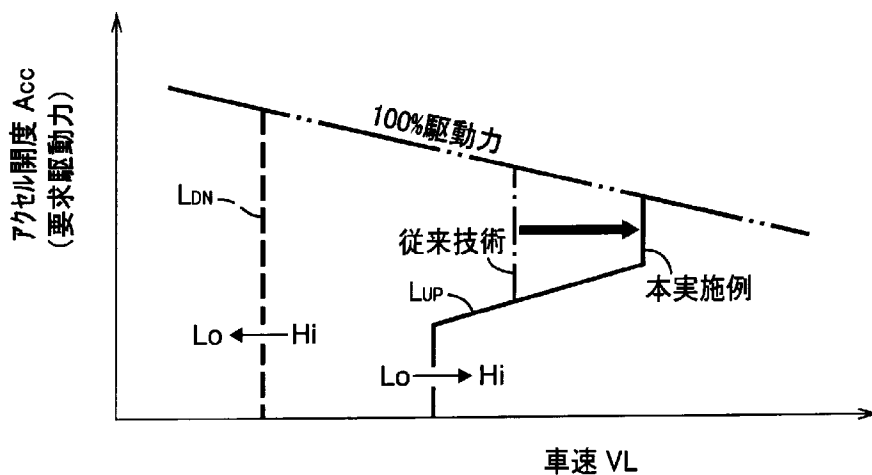 アクセル開度 Acc
(要求駆動力)
100%駆動力
LDN
従来技術
LUP
本実施例
Lo
Hi
Lo
Hi
車速 VL